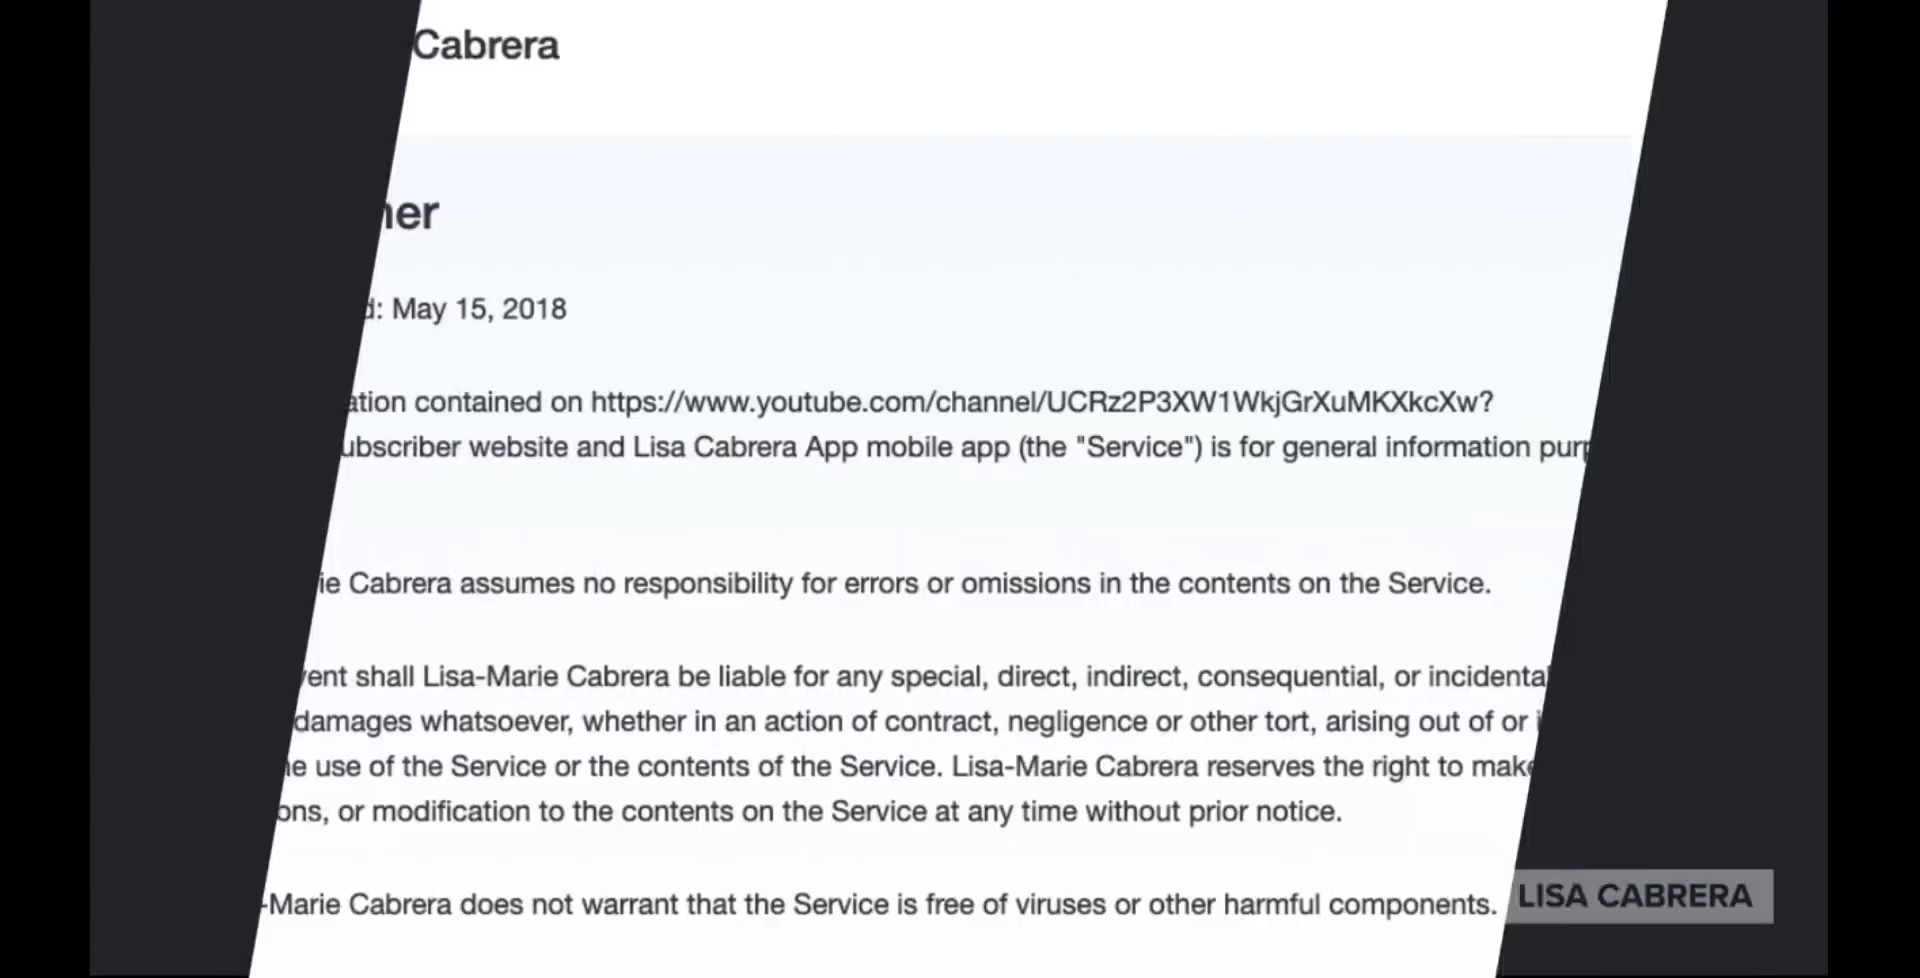 Cabrera
her
d: May 15, 2018
ation contained on https://www.youtube.com/channel/UCRz2P3XW1WkjGrXuMKXkcXw?
ubscriber website and Lisa Cabrera App mobile app (the "Service") is for general information purp
ie Cabrera assumes no responsibility for errors or omissions in the contents on the Service.
vent shall Lisa-Marie Cabrera be liable for any special, direct, indirect, consequential, or incidental
damages whatsoever, whether in an action of contract, negligence or other tort, arising out of or i
he use of the Service or the contents of the Service. Lisa-Marie Cabrera reserves the right to make
ons, or modification to the contents on the Service at any time without prior notice.
-Marie Cabrera does not warrant that the Service is free of viruses or other harmful components.
LISA CABRERA